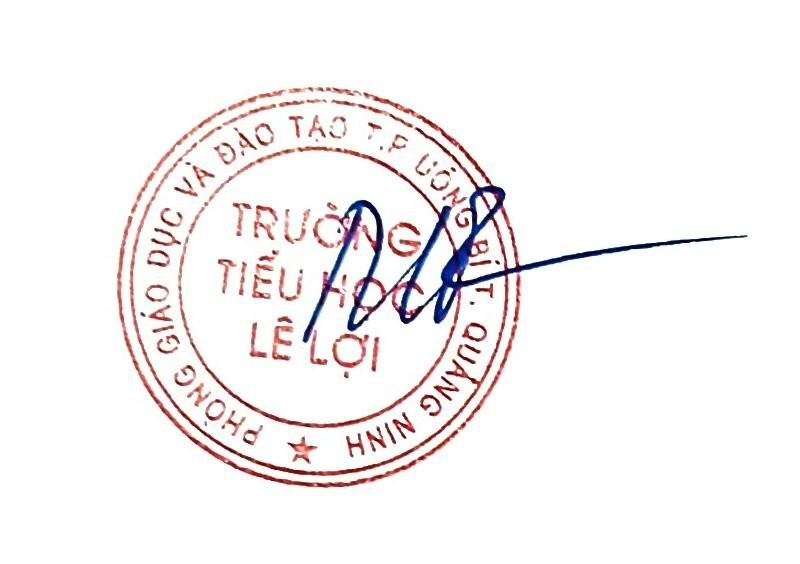 PHÒNG GIÁO DỤC VÀ ĐÀO TẠO T.P UÔNG BÍ T. QUẢNG NINH
TRƯỜNG
TIỂU HỌC
LÊ LỢI